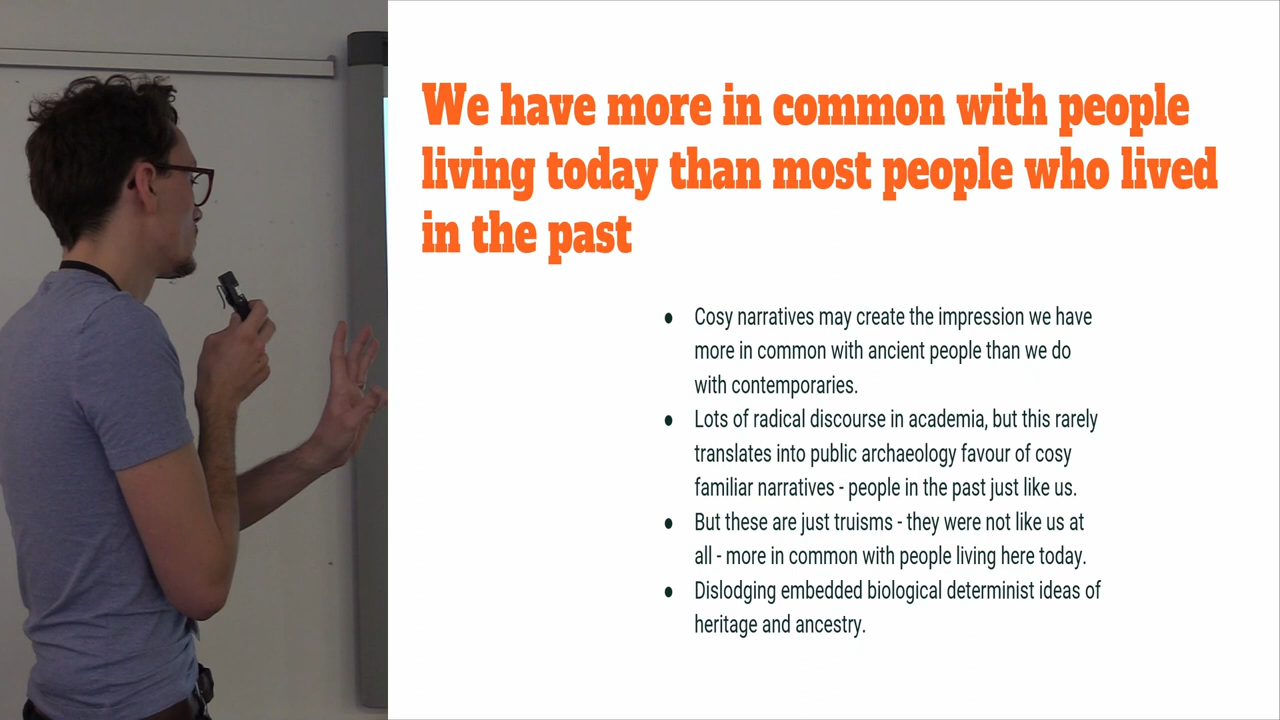 We have more in common with people
living today than most people who lived
in the past
● Cosy narratives may create the impression we have
more in common with ancient people than we do
with contemporaries.
● Lots of radical discourse in academia, but this rarely
translates into public archaeology favour of cosy
familiar narratives - people in the past just like us.
● But these are just truisms - they were not like us at
all - more in common with people living here today.
● Dislodging embedded biological determinist ideas of
heritage and ancestry.